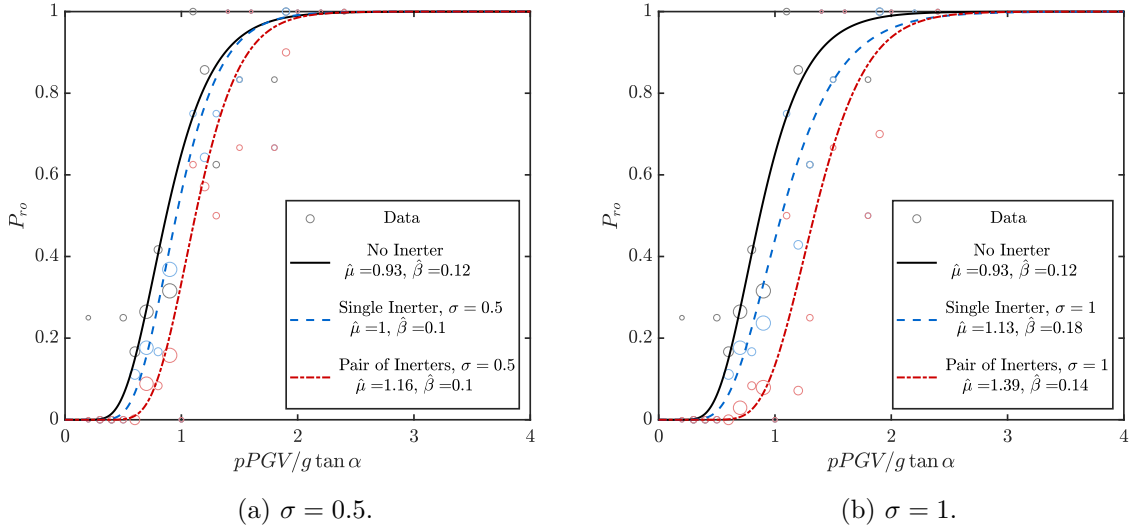 1
0.8
0.6
0.4
0.2
0
P_{ro}
0 1 2 3 4
pPGV/g tan α
Data
No Inerter
μ̂ =0.93, β̂ =0.12
Single Inerter, σ = 0.5
μ̂ =1, β̂ =0.1
Pair of Inerters, σ = 0.5
μ̂ =1.16, β̂ =0.1
(a) σ = 0.5.
1
0.8
0.6
0.4
0.2
0
P_{ro}
0 1 2 3 4
pPGV/g tan α
Data
No Inerter
μ̂ =0.93, β̂ =0.12
Single Inerter, σ = 1
μ̂ =1.13, β̂ =0.18
Pair of Inerters, σ = 1
μ̂ =1.39, β̂ =0.14
(b) σ = 1.